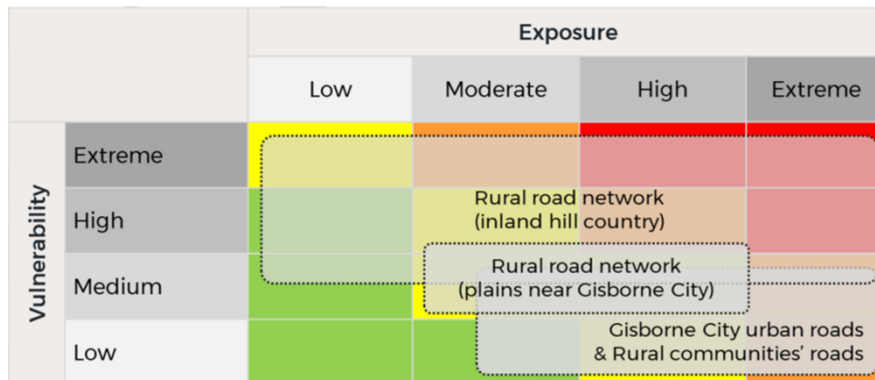 Exposure
Low
Moderate
High
Extreme
Vulnerability
Extreme
High
Medium
Low
Rural road network
(inland hill country)
Rural road network
(plains near Gisborne City)
Gisborne City urban roads
& Rural communities' roads